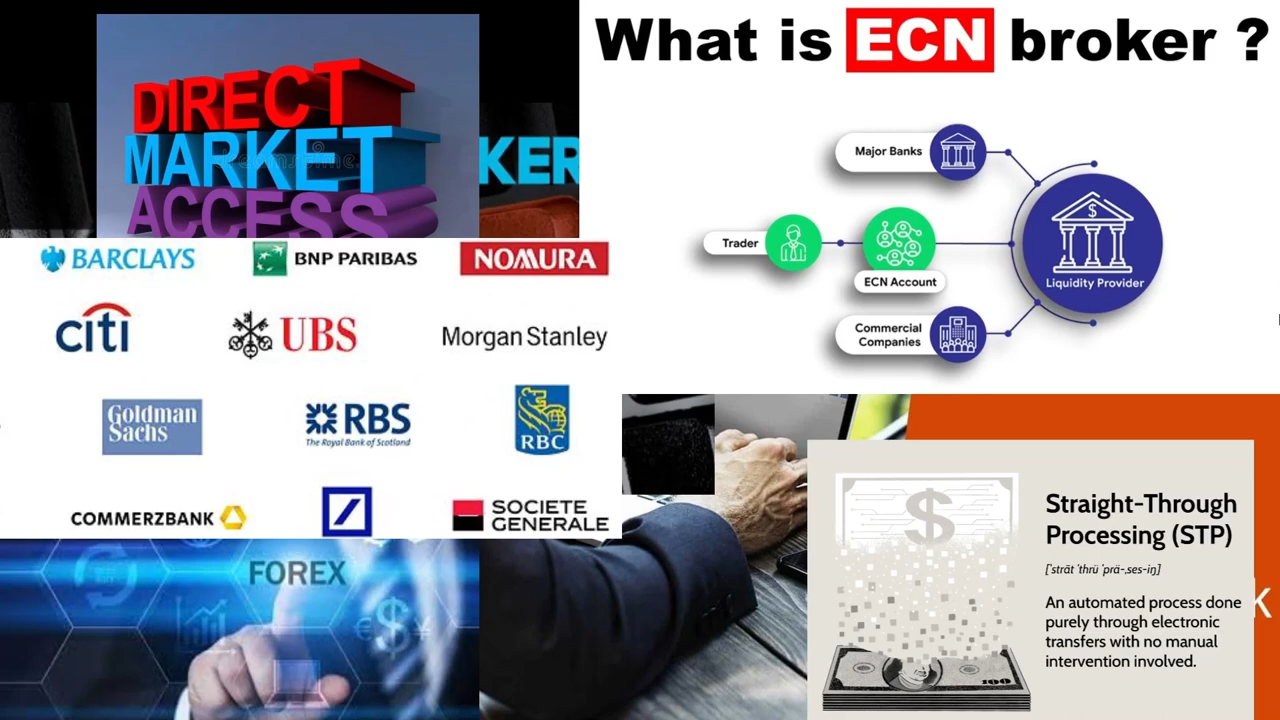 DIRECT
MARKET
ACCESS
KER
What is ECN broker ?
Major Banks
Trader
ECN Account
Liquidity Provider
Commercial
Companies
BARCLAYS
BNP PARIBAS
NOMURA
citi
UBS
Morgan Stanley
Goldman
Sachs
RBS
The Royal Bank of Scotland
RBC
COMMERZBANK
SOCIETE
GENERALE
FOREX
Straight-Through
Processing (STP)
['strāt 'thrü 'prä-,ses-iŋ]
An automated process done
purely through electronic
transfers with no manual
intervention involved.
K
100